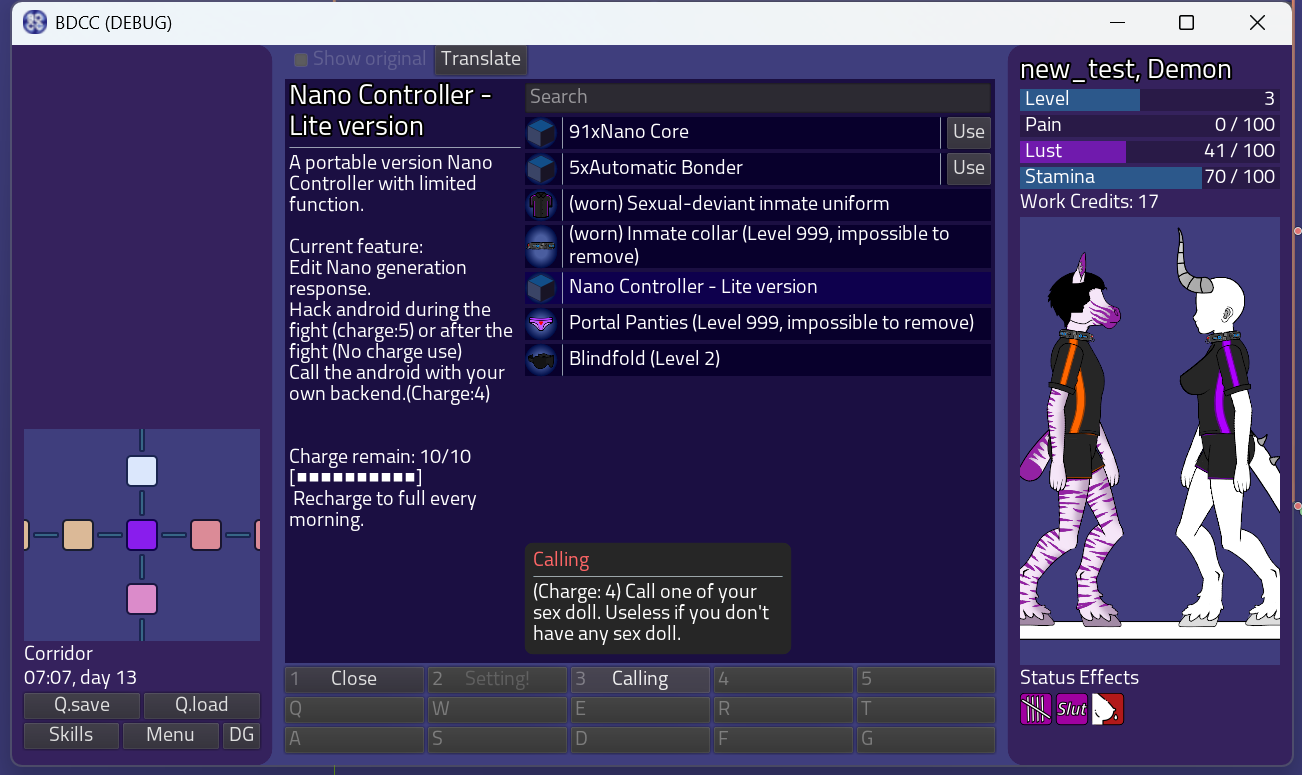 BDCC (DEBUG)
Show original
Translate
Nano Controller -
Lite version
A portable version Nano
Controller with limited
function.
Current feature:
Edit Nano generation
response.
Hack android during the
fight (charge:5) or after the
fight (No charge use)
Call the android with your
own backend.(Charge:4)
Charge remain: 10/10
[■■■■■■■■■■]
Recharge to full every
morning.
Search
91xNano Core
Use
5xAutomatic Bonder
Use
(worn) Sexual-deviant inmate uniform
(worn) Inmate collar (Level 999, impossible to
remove)
Nano Controller - Lite version
Portal Panties (Level 999, impossible to remove)
Blindfold (Level 2)
Calling
(Charge: 4) Call one of your
sex doll. Useless if you don't
have any sex doll.
1 Close
2 Setting!
3 Calling
4
5
Q
W
E
R
T
A
S
D
F
G
Corridor
07:07, day 13
Q.save
Q.load
Skills
Menu
DG
new_test, Demon
Level 3
Pain 0 / 100
Lust 41 / 100
Stamina 70 / 100
Work Credits: 17
Status Effects
Slut